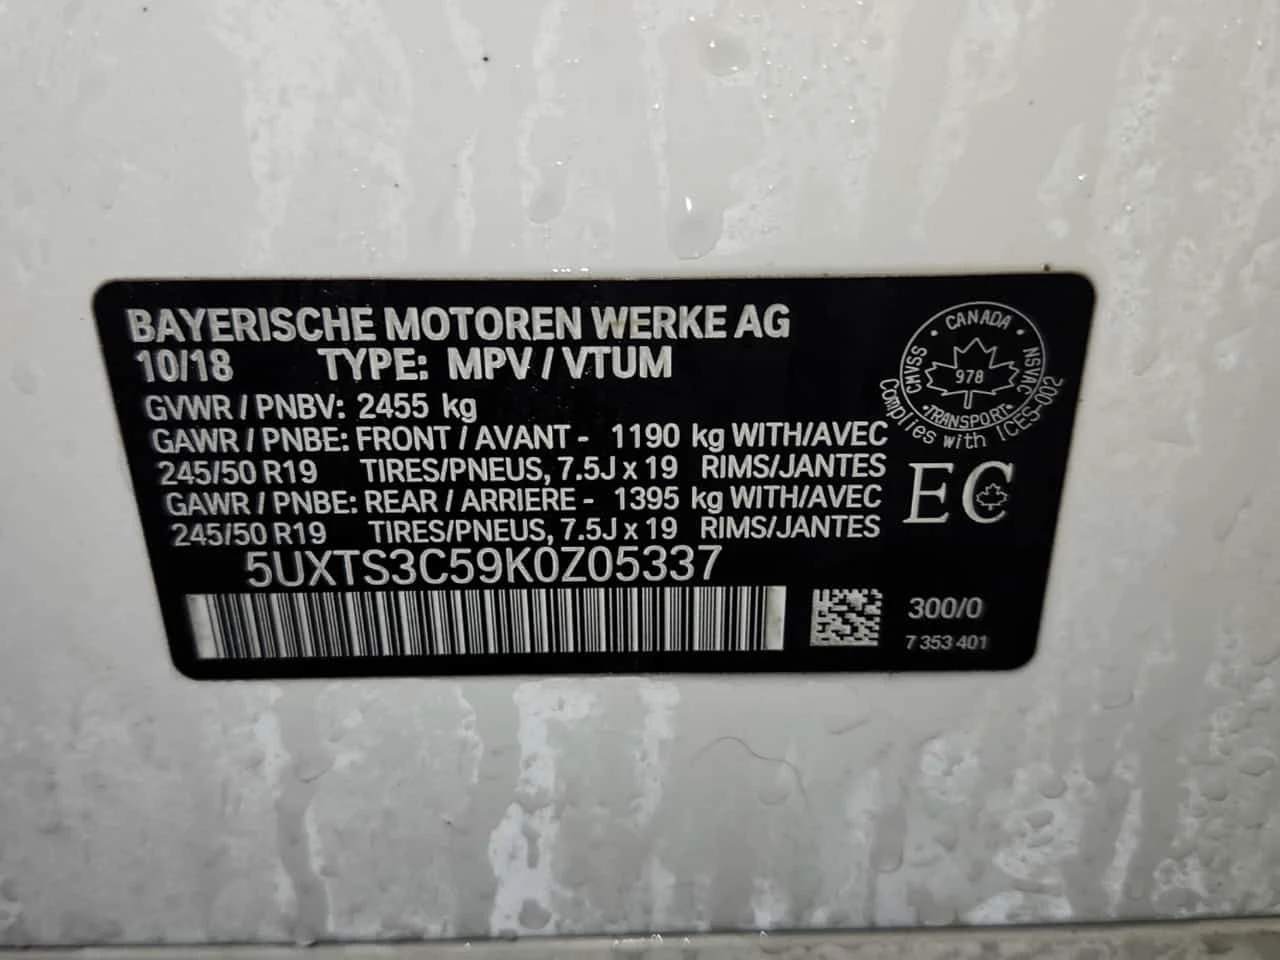 BAYERISCHE MOTOREN WERKE AG
10/18 TYPE: MPV / VTUM
GVWR / PNBV: 2455 kg
GAWR / PNBE: FRONT / AVANT - 1190 kg WITH/AVEC
245/50 R19 TIRES/PNEUS, 7.5J x 19 RIMS/JANTES
GAWR / PNBE: REAR / ARRIERE - 1395 kg WITH/AVEC
245/50 R19 TIRES/PNEUS, 7.5J x 19 RIMS/JANTES
5UXTS3C59K0Z05337
CANADA
CMVSS
978
NSVAC
TRANSPORT
Complies with ICES-002
EC
300/0
7 353 401